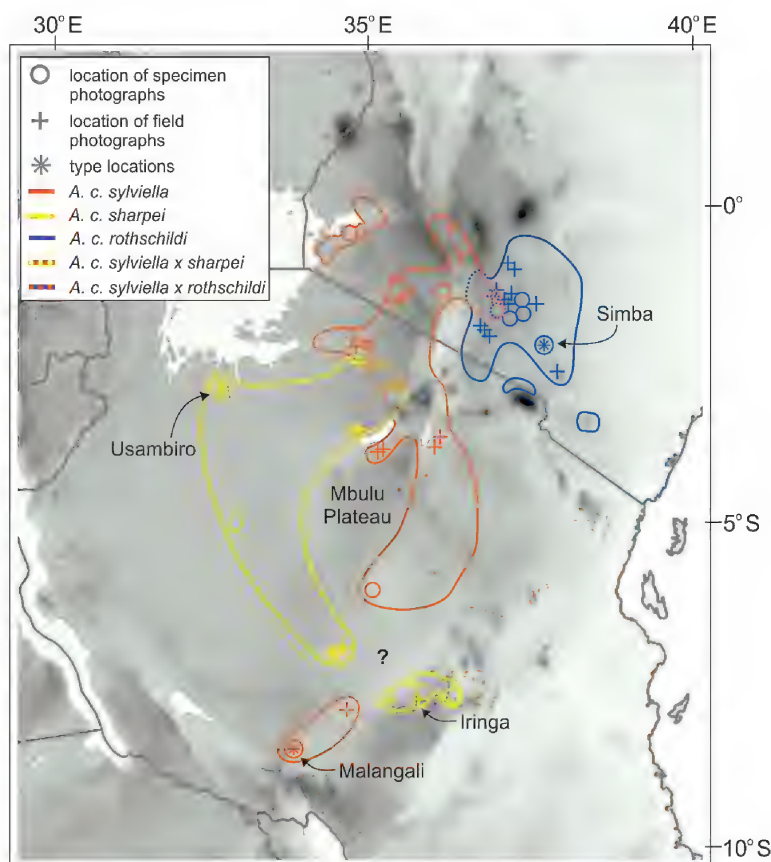 30°E 35°E 40°E
location of specimen
photographs
location of field
photographs
type locations
A. c. sylviella
A. c. sharpei
A. c. rothschildi
A. c. sylviella x sharpei
A. c. sylviella x rothschildi
0°
Simba
Usambiro
Mbulu
Plateau
5°S
?
Iringa
Malangali
10°S